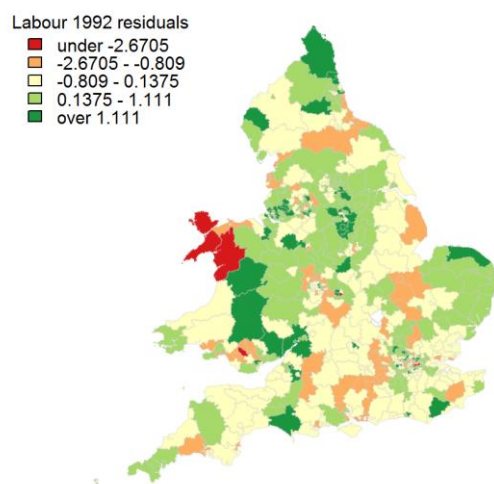 Labour 1992 residuals
under -2.6705
-2.6705 - -0.809
-0.809 - 0.1375
0.1375 - 1.111
over 1.111